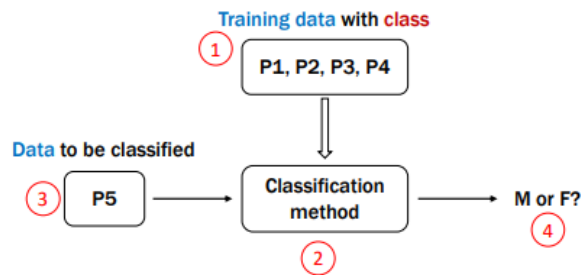 Training data with class
1
P1, P2, P3, P4
Data to be classified
3
P5
Classification
method
2
M or F?
4